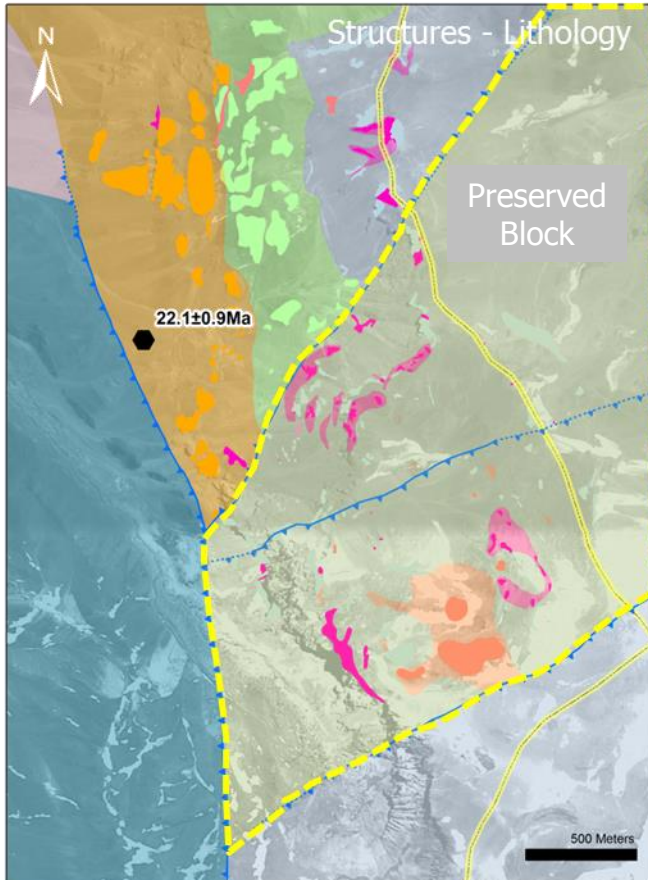 Structures - Lithology
N
Preserved
Block
22.1±0.9Ma
500 Meters